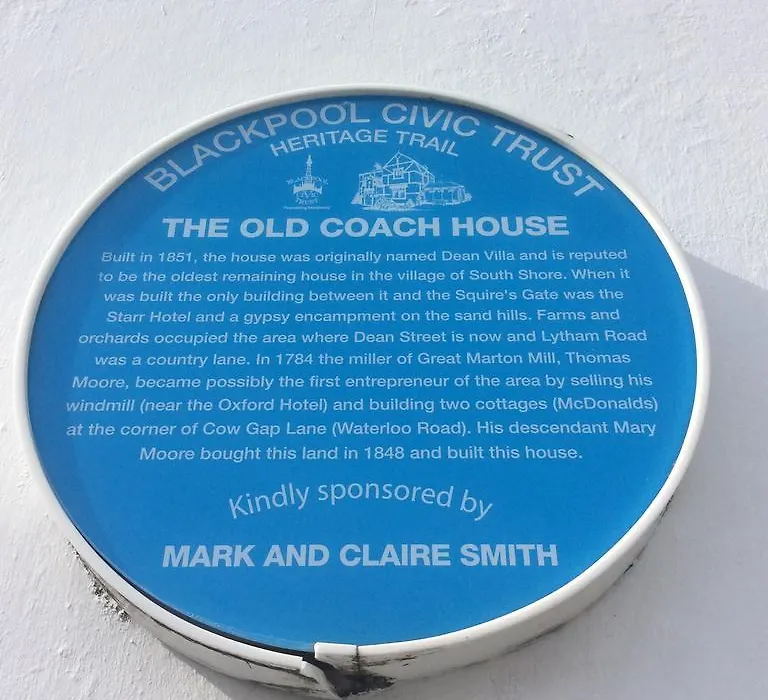 BLACKPOOL CIVIC TRUST
HERITAGE TRAIL
BLACKPOOL
CIVIC
TRUST
THE OLD COACH HOUSE
Built in 1851, the house was originally named Dean Villa and is reputed
to be the oldest remaining house in the village of South Shore. When it
was built the only building between it and the Squire's Gate was the
Starr Hotel and a gypsy encampment on the sand hills. Farms and
orchards occupied the area where Dean Street is now and Lytham Road
was a country lane. In 1784 the miller of Great Marton Mill, Thomas
Moore, became possibly the first entrepreneur of the area by selling his
windmill (near the Oxford Hotel) and building two cottages (McDonalds)
at the corner of Cow Gap Lane (Waterloo Road). His descendant Mary
Moore bought this land in 1848 and built this house.
Kindly sponsored by
MARK AND CLAIRE SMITH